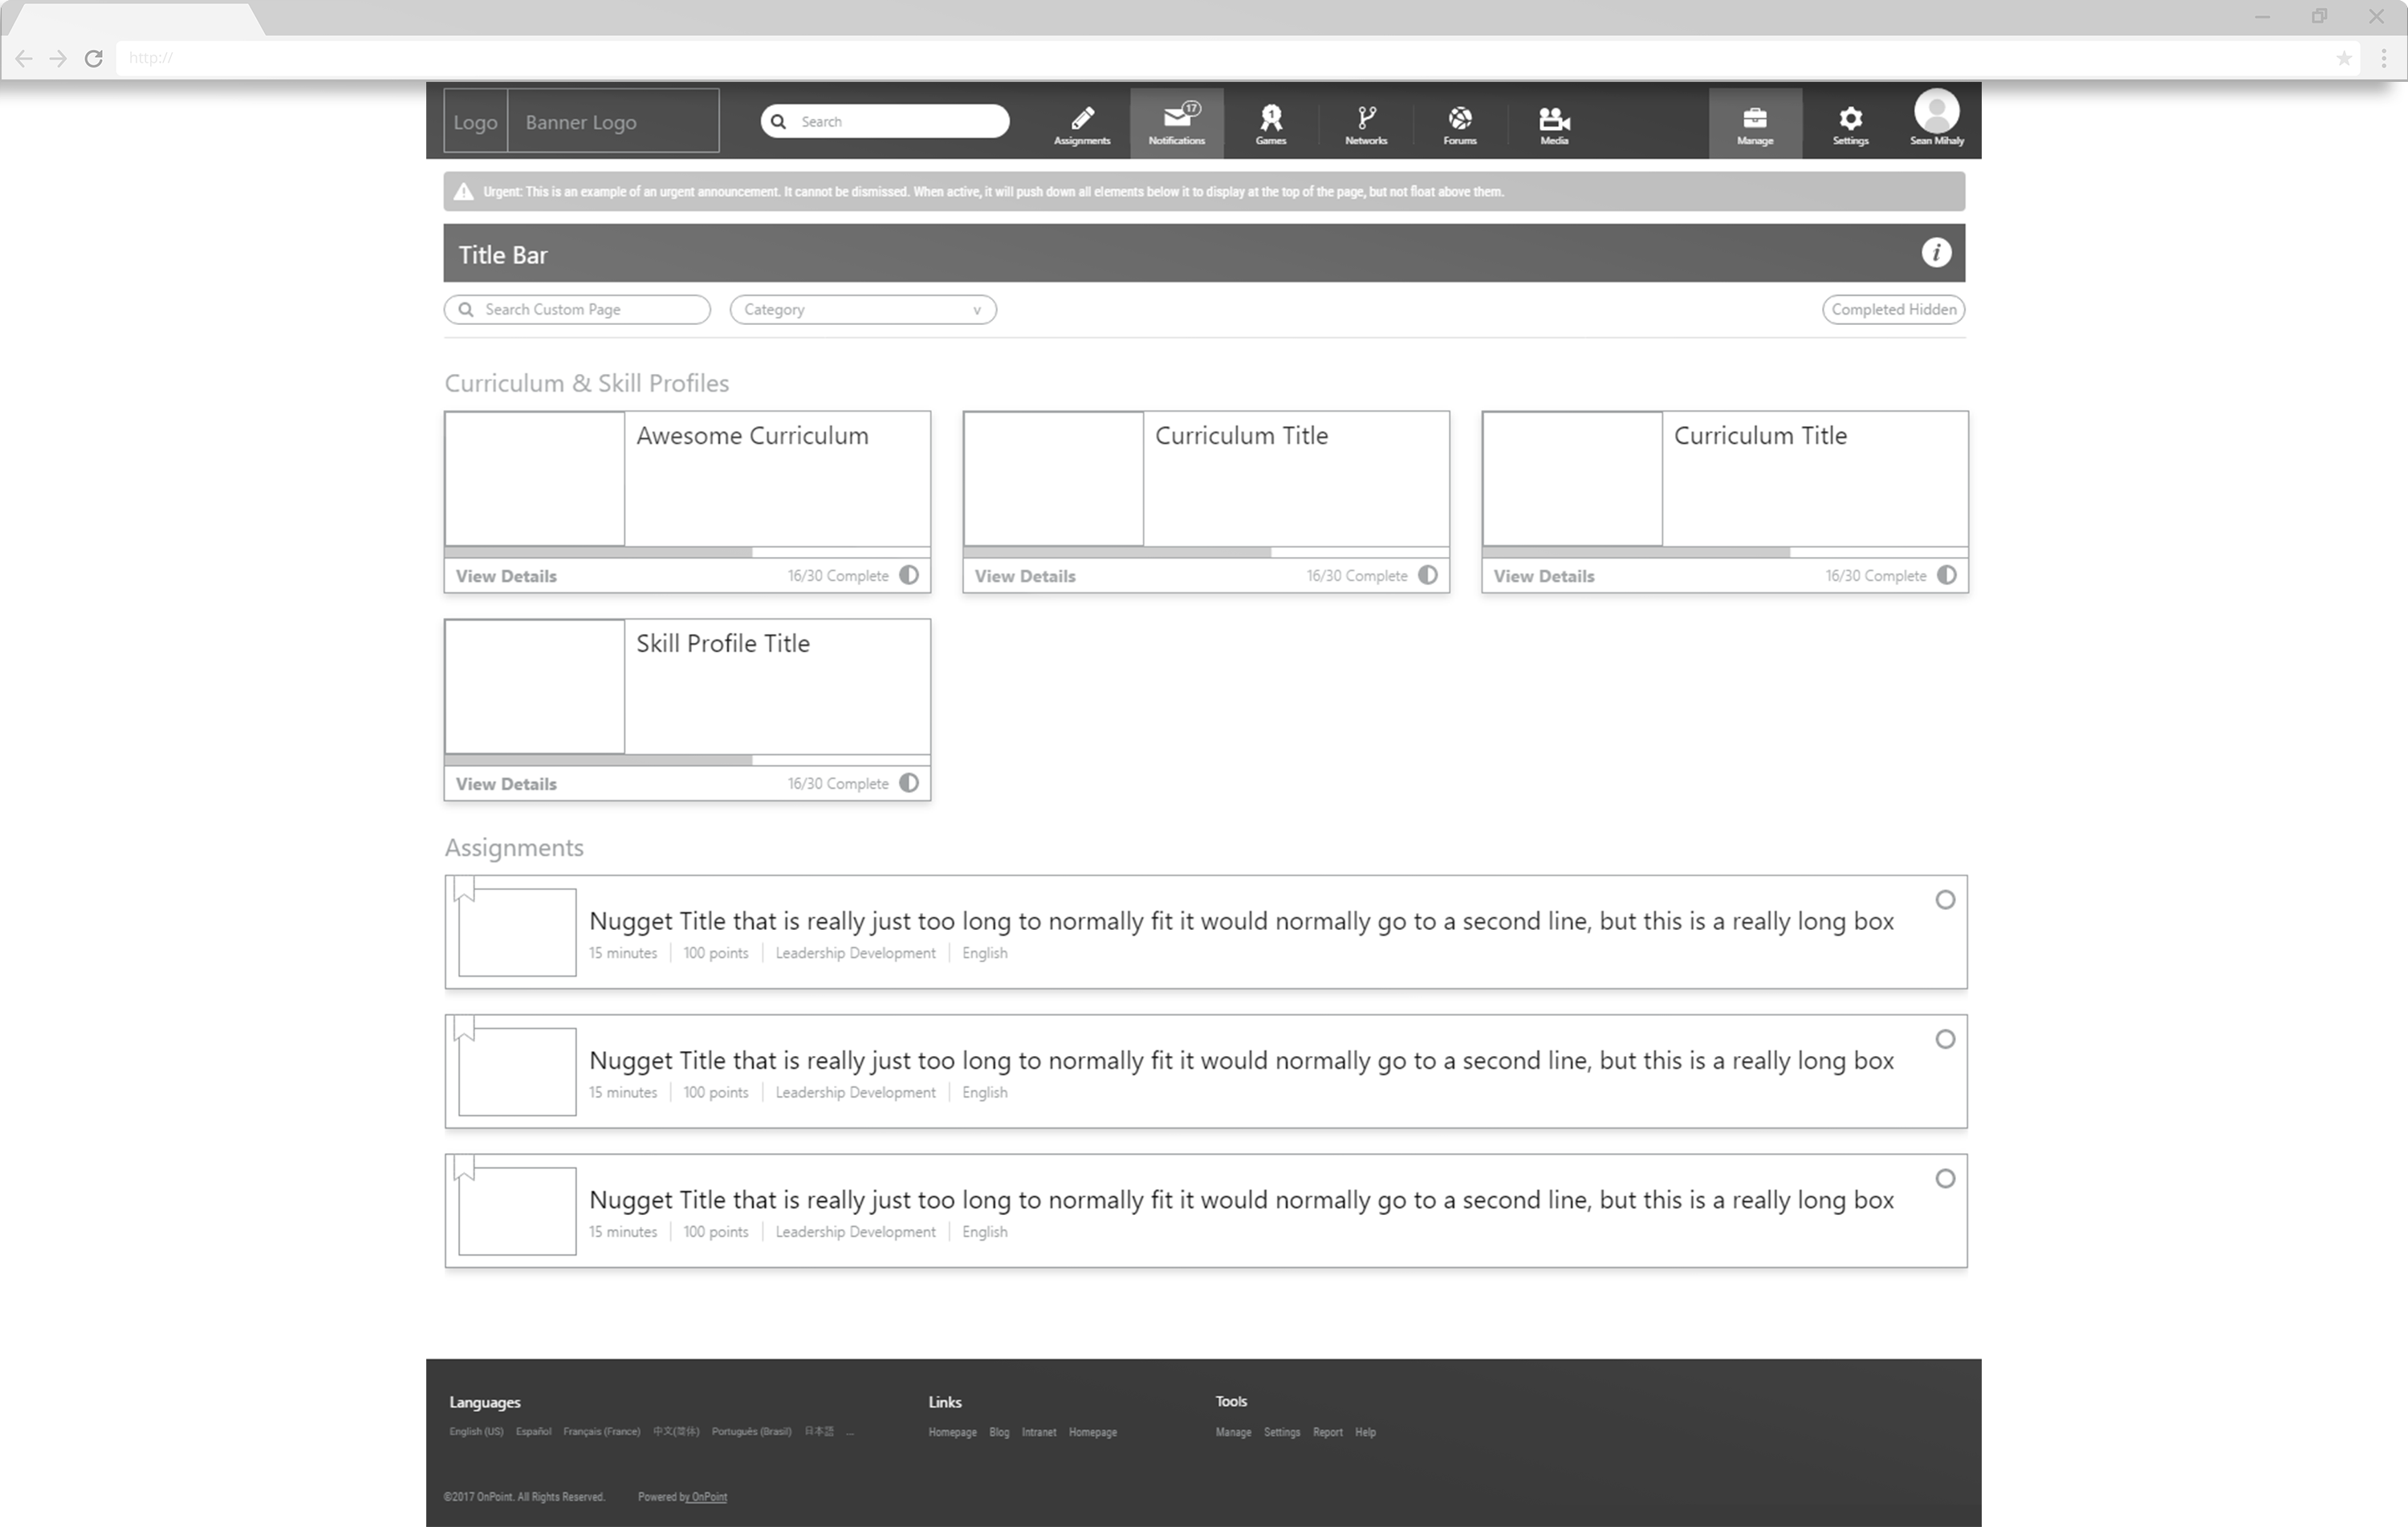 http://
Logo Banner Logo Search Assignments 17 Notifications 1 Games Networks Forums Media Manage Settings Sean Mihaly
Urgent: This is an example of an urgent announcement. It cannot be dismissed. When active, it will push down all elements below it to display at the top of the page, but not float above them.
Title Bar i
Search Custom Page Category v Completed Hidden
Curriculum & Skill Profiles
Awesome Curriculum Curriculum Title Curriculum Title
View Details 16/30 Complete View Details 16/30 Complete View Details 16/30 Complete
Skill Profile Title
View Details 16/30 Complete
Assignments
Nugget Title that is really just too long to normally fit it would normally go to a second line, but this is a really long box
15 minutes 100 points Leadership Development English
Nugget Title that is really just too long to normally fit it would normally go to a second line, but this is a really long box
15 minutes 100 points Leadership Development English
Nugget Title that is really just too long to normally fit it would normally go to a second line, but this is a really long box
15 minutes 100 points Leadership Development English
Languages Links Tools
English (US) Español Français (France) 中文(简体) Português (Brasil) 日本語 ... Homepage Blog Intranet Homepage Manage Settings Report Help
©2017 OnPoint. All Rights Reserved. Powered by OnPoint